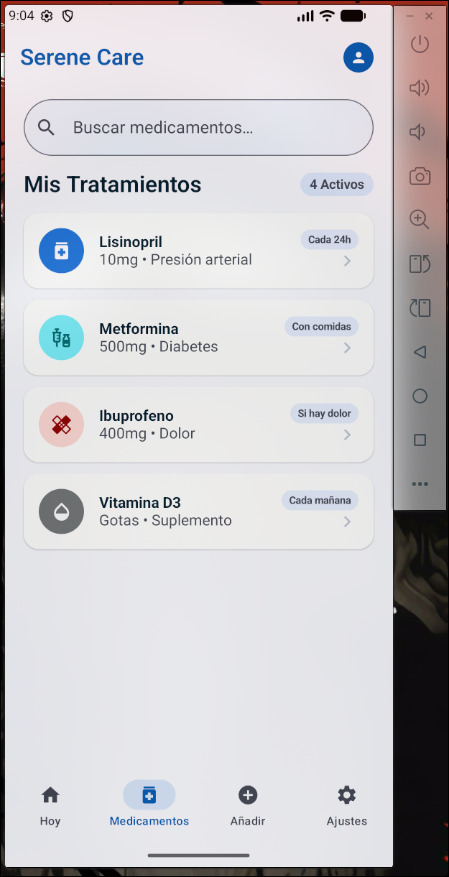 9:04
Serene Care
Buscar medicamentos...
Mis Tratamientos
4 Activos
Lisinopril
Cada 24h
10mg • Presión arterial
Metformina
Con comidas
500mg • Diabetes
Ibuprofeno
Si hay dolor
400mg • Dolor
Vitamina D3
Cada mañana
Gotas • Suplemento
Hoy
Medicamentos
Añadir
Ajustes